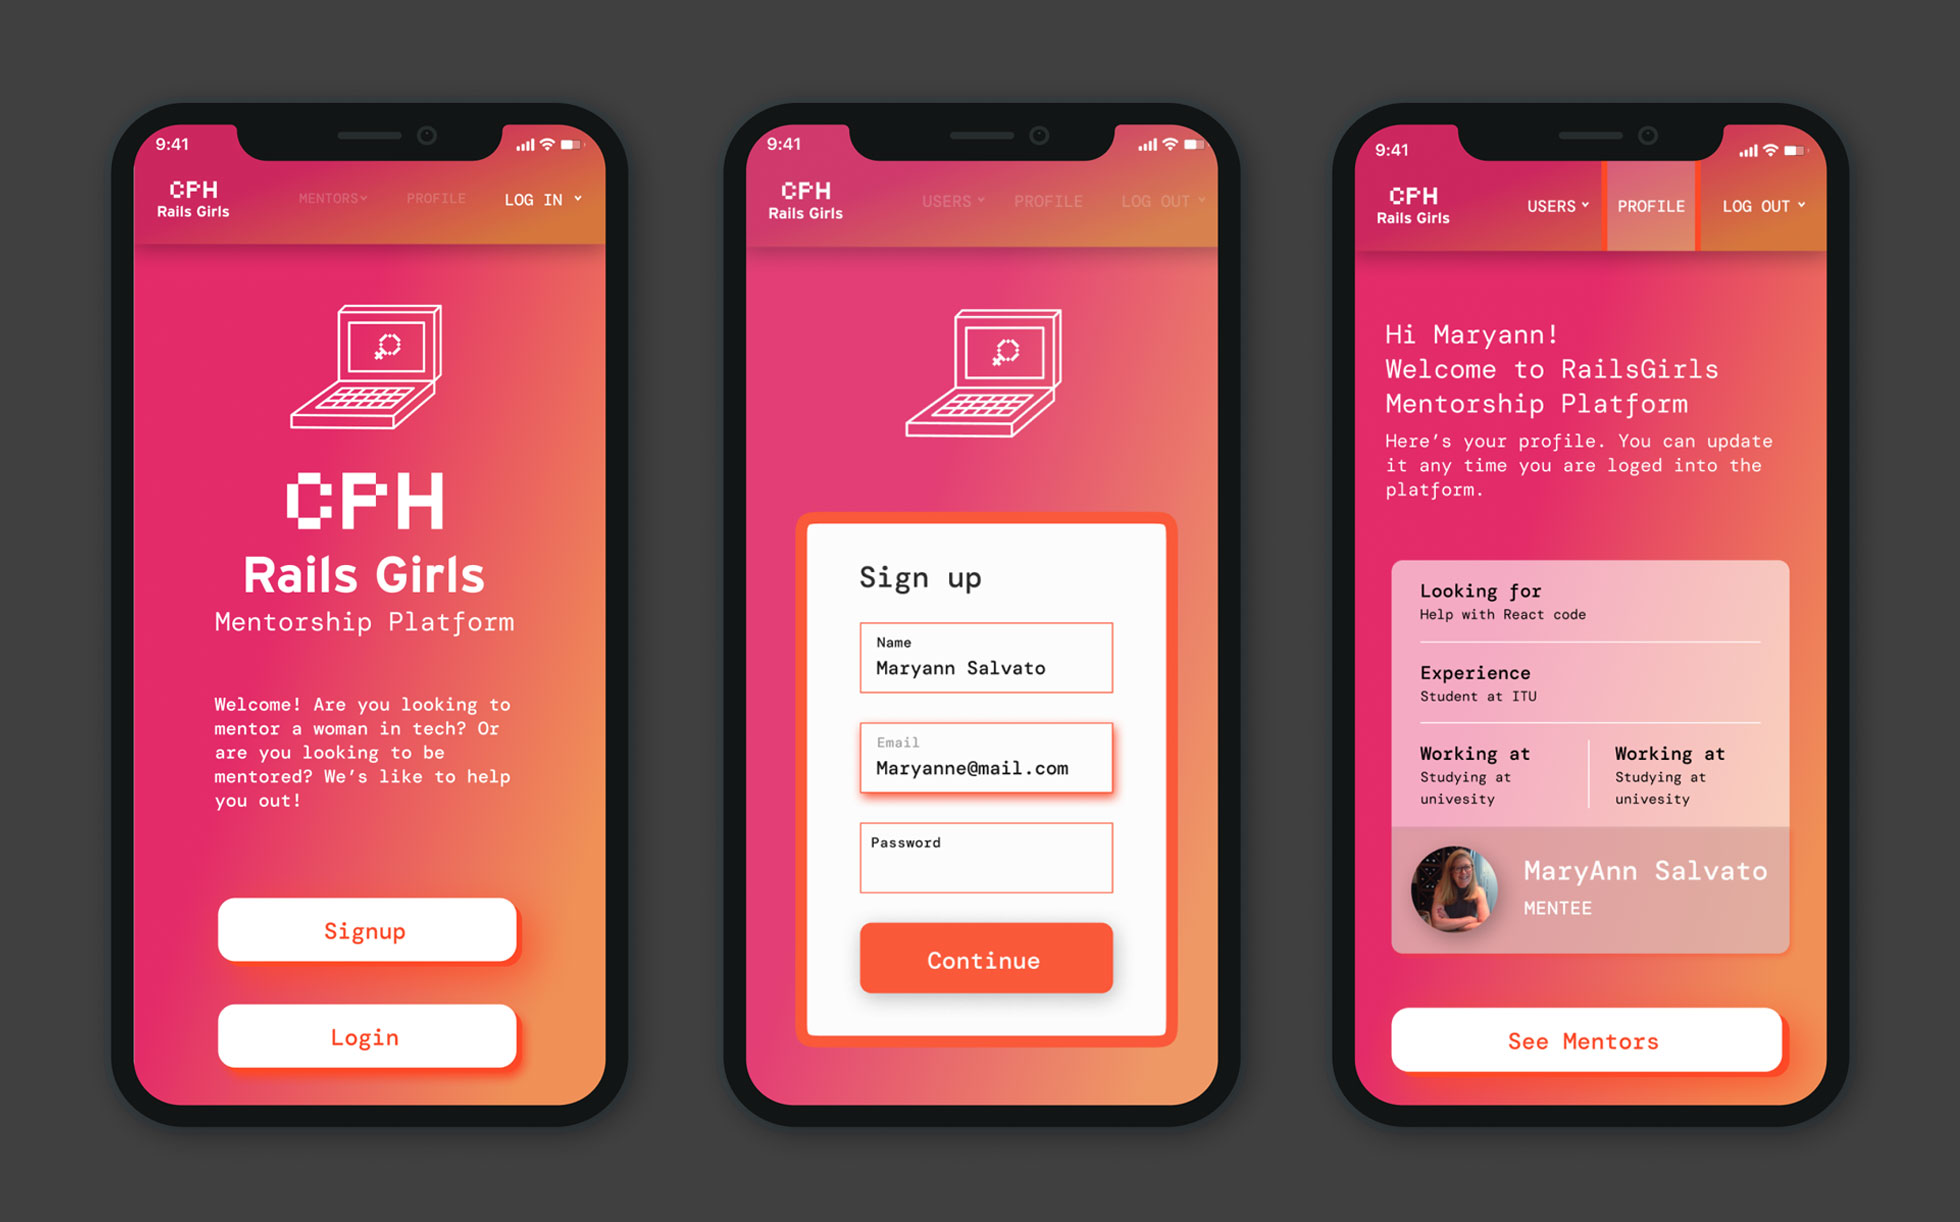 9:41
CPH
Rails Girls
MENTORS
PROFILE
LOG IN
CPH
Rails Girls
Mentorship Platform
Welcome! Are you looking to
mentor a woman in tech? Or
are you looking to be
mentored? We's like to help
you out!
Signup
Login
9:41
CPH
Rails Girls
USERS
PROFILE
LOG OUT
Sign up
Name
Maryann Salvato
Email
Maryanne@mail.com
Password
Continue
9:41
CPH
Rails Girls
USERS
PROFILE
LOG OUT
Hi Maryann!
Welcome to RailsGirls
Mentorship Platform
Here's your profile. You can update
it any time you are loged into the
platform.
Looking for
Help with React code
Experience
Student at ITU
Working at
Studying at
univesity
Working at
Studying at
univesity
MaryAnn Salvato
MENTEE
See Mentors